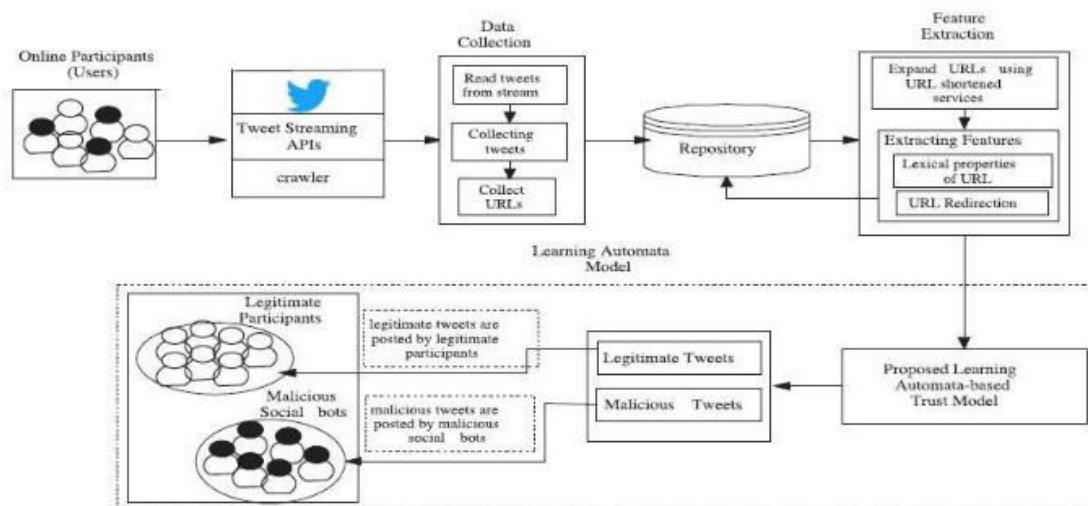 Online Participants
(Users)
Tweet Streaming
APIs
crawler
Data
Collection
Read tweets
from stream
Collecting
tweets
Collect
URLs
Repository
Feature
Extraction
Expand URLs using
URL shortened
services
Extracting Features
Lexical properties
of URL
URL Redirection
Learning Automata
Model
Legitimate
Participants
legitimate tweets are
posted by legitimate
participants
Malicious
Social bots
malicious tweets are
posted by malicious
social bots
Legitimate Tweets
Malicious Tweets
Proposed Learning
Automata-based
Trust Model